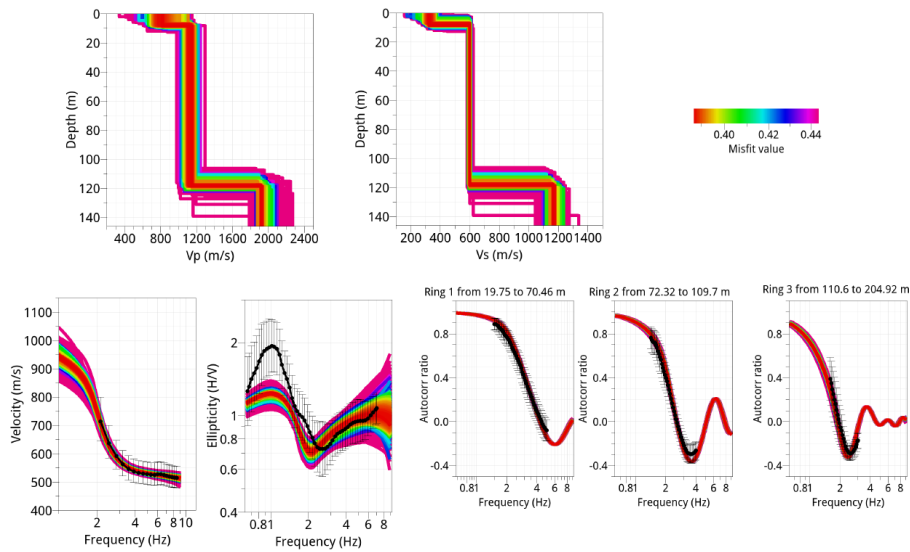 0
20
40
60
80
100
120
140
Depth (m)
400 800 1200 1600 2000 2400
Vp (m/s)
0
20
40
60
80
100
120
140
Depth (m)
200 400 600 800 1000 1200 1400
Vs (m/s)
0.40 0.42 0.44
Misfit value
1100
1000
900
800
700
600
500
400
Velocity (m/s)
2 4 6 8 10
Frequency (Hz)
2
1
0.8
0.6
0.4
Ellipticity (H/V)
0.81 2 4 6 8
Frequency (Hz)
Ring 1 from 19.75 to 70.46 m
0.8
0.4
0.0
-0.4
Autocorr ratio
0.81 2 4 6 8
Frequency (Hz)
Ring 2 from 72.32 to 109.7 m
0.8
0.4
0.0
-0.4
Autocorr ratio
0.81 2 4 6 8
Frequency (Hz)
Ring 3 from 110.6 to 204.92 m
0.8
0.4
0.0
-0.4
Autocorr ratio
0.81 2 4 6 8
Frequency (Hz)